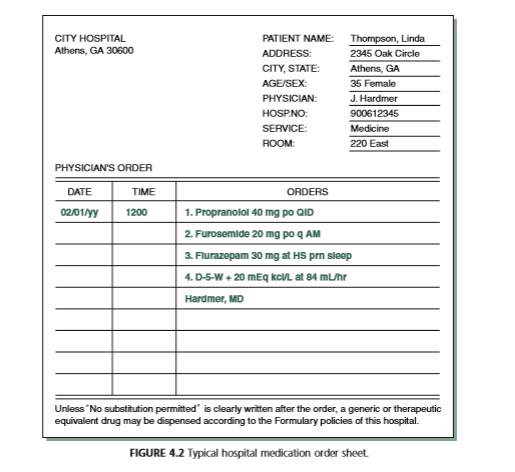 CITY HOSPITAL
Athens, GA 30600
PATIENT NAME: Thompson, Linda
ADDRESS: 2345 Oak Circle
CITY, STATE: Athens, GA
AGE/SEX: 35 Female
PHYSICIAN: J. Hardmer
HOSP.NO: 900612345
SERVICE: Medicine
ROOM: 220 East
PHYSICIAN'S ORDER
DATE TIME ORDERS
02/01/yy 1200 1. Propranolol 40 mg po QID
2. Furosemide 20 mg po q AM
3. Flurazepam 30 mg at HS prn sleep
4. D-5-W + 20 mEq kcl/L at 84 mL/hr
Hardmer, MD
Unless "No substitution permitted" is clearly written after the order, a generic or therapeutic
equivalent drug may be dispensed according to the Formulary policies of this hospital.
FIGURE 4.2 Typical hospital medication order sheet.